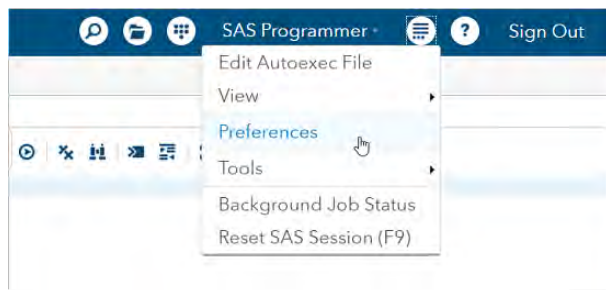 SAS Programmer ? Sign Out
Edit Autoexec File
View
Preferences
Tools
Background Job Status
Reset SAS Session (F9)